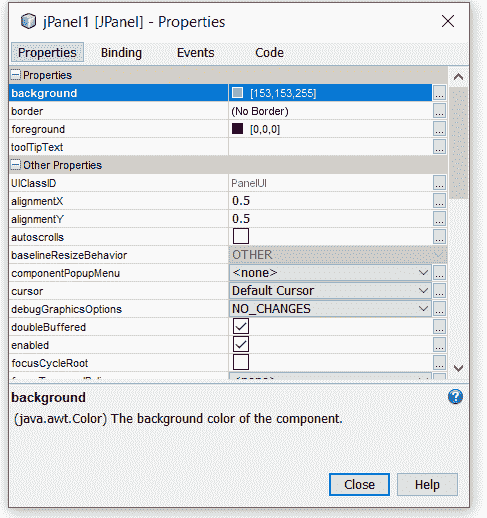 jPanel1 [JPanel] - Properties
Properties Binding Events Code
Properties
background [153,153,255] ...
border (No Border) ...
foreground [0,0,0] ...
toolTipText ...
Other Properties
UIClassID PanelUI ...
alignmentX 0.5 ...
alignmentY 0.5 ...
autoscrolls ...
baselineResizeBehavior OTHER ...
componentPopupMenu <none> ...
cursor Default Cursor ...
debugGraphicsOptions NO_CHANGES ...
doubleBuffered ...
enabled ...
focusCycleRoot ...
<none> ...
background
(java.awt.Color) The background color of the component.
Close Help